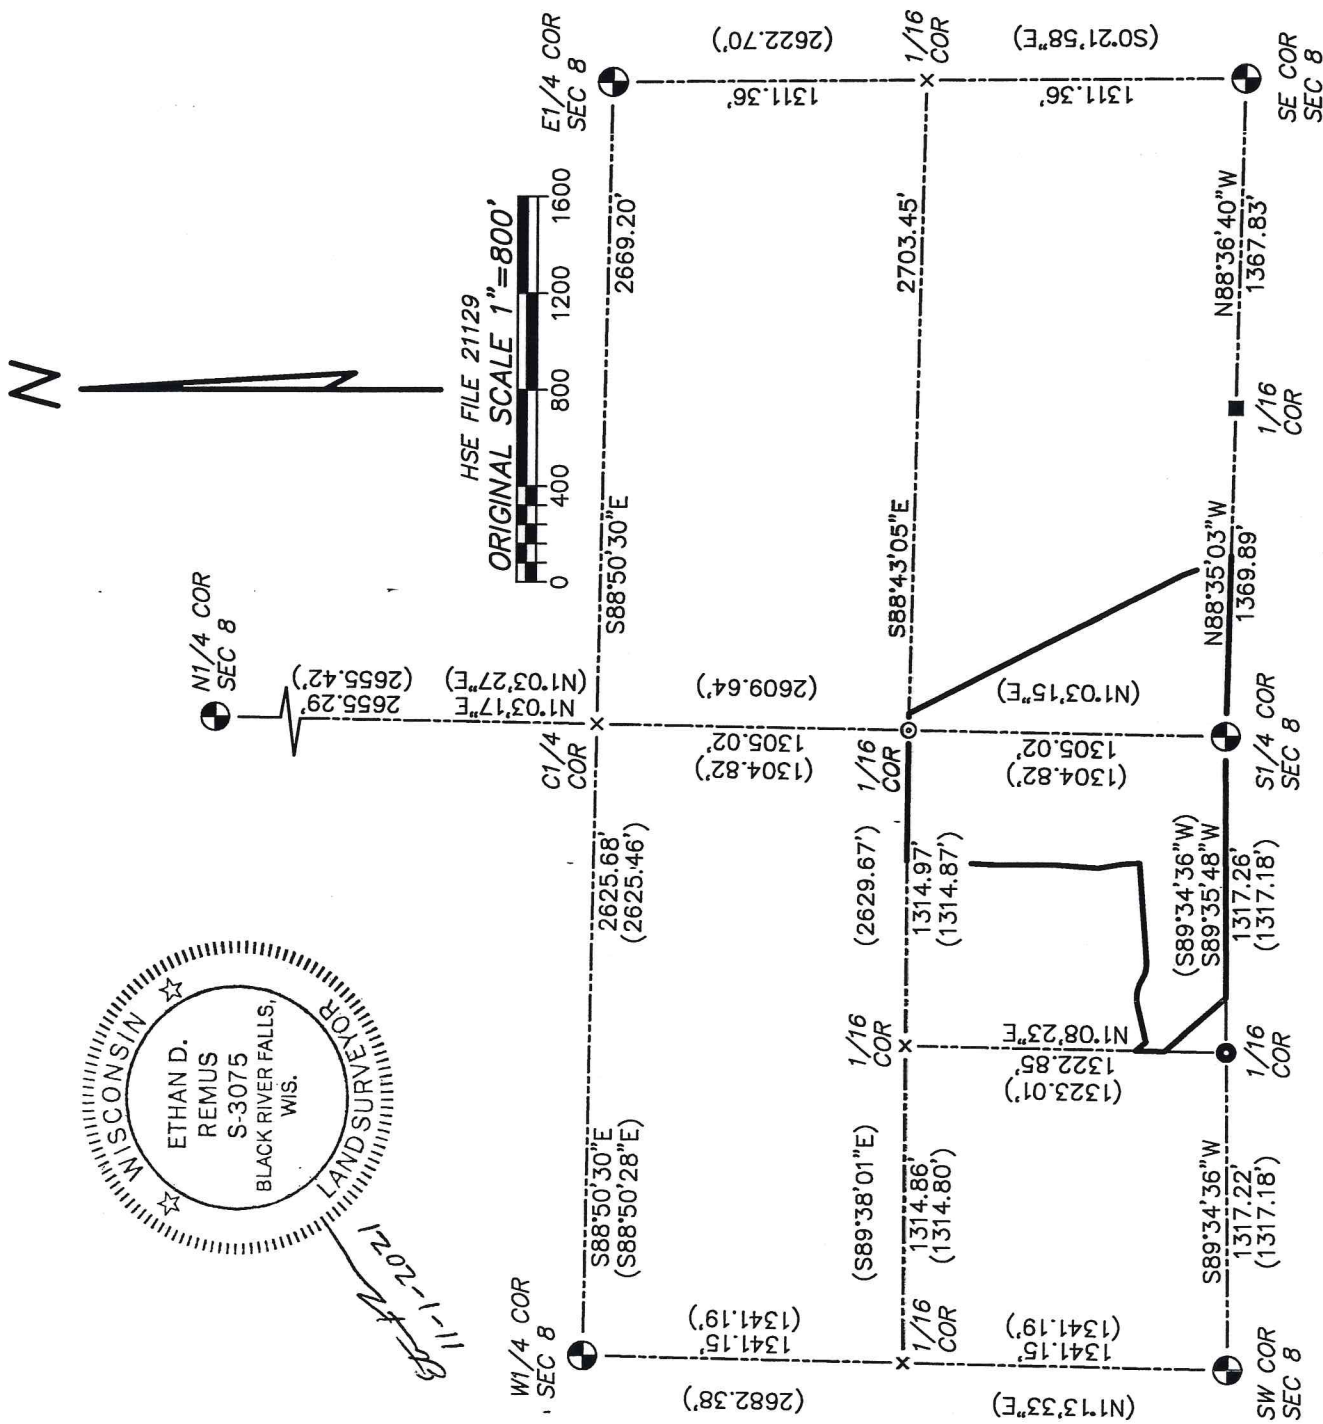 N
N1/4 COR
SEC 8
HSE FILE 21129
ORIGINAL SCALE 1"=800'
0 400 800 1200 1600
WISCONSIN
ETHAN D.
REMUS
S-3075
BLACK RIVER FALLS,
WIS.
LAND SURVEYOR
11-1-2021
2655.29'
(2655.42')
N1°03'17"E
(N1°03'27"E)
W1/4 COR
SEC 8
S88°50'30"E
(S88°50'28"E)
2625.68'
(2625.46')
C1/4
COR
S88°50'30"E
2669.20'
E1/4 COR
SEC 8
(2682.38')
1341.15'
(1341.19')
(1304.82')
1305.02'
(2609.64')
1311.36'
(2622.70')
1/16
COR
(S89°38'01"E)
1314.86'
(1314.80')
1/16
COR
(2629.67')
1314.97'
(1314.87')
1/16
COR
S88°43'05"E
2703.45'
1/16
COR
(N1°13'33"E)
1341.15'
(1341.19')
(1323.01')
1322.85'
N1°08'23"E
(1304.82')
1305.02'
(N1°03'15"E)
1311.36'
(S0°21'58"E)
SW COR
SEC 8
S89°34'36"W
1317.22'
(1317.18')
1/16
COR
(S89°34'36"W)
S89°35'48"W
1317.26'
(1317.18')
S1/4 COR
SEC 8
N88°35'03"W
1369.89'
1/16
COR
N88°36'40"W
1367.83'
SE COR
SEC 8